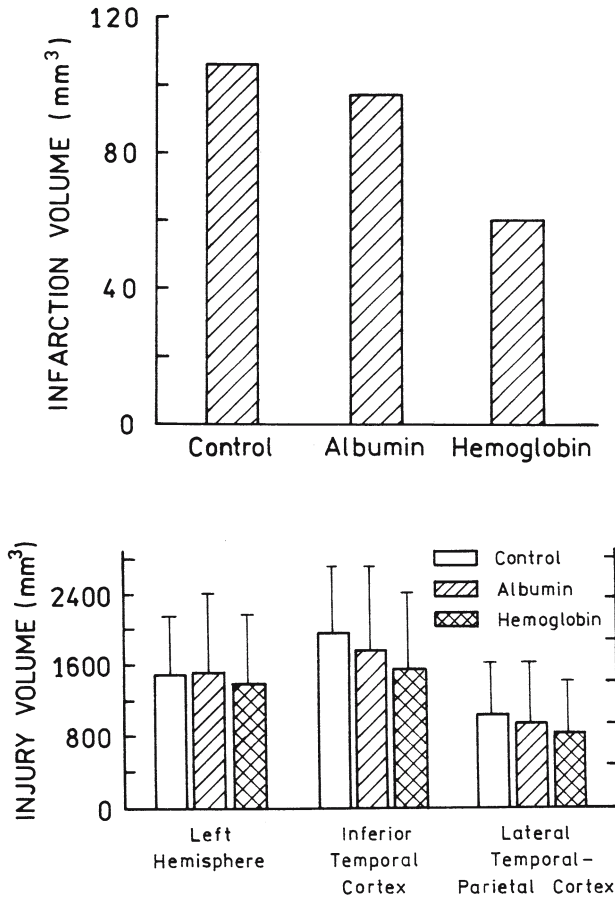 INFARCTION VOLUME (mm³)
120
80
40
0
Control Albumin Hemoglobin
INJURY VOLUME (mm³)
2400
1600
800
0
Control
Albumin
Hemoglobin
Left
Hemisphere
Inferior
Temporal
Cortex
Lateral
Temporal–
Parietal Cortex